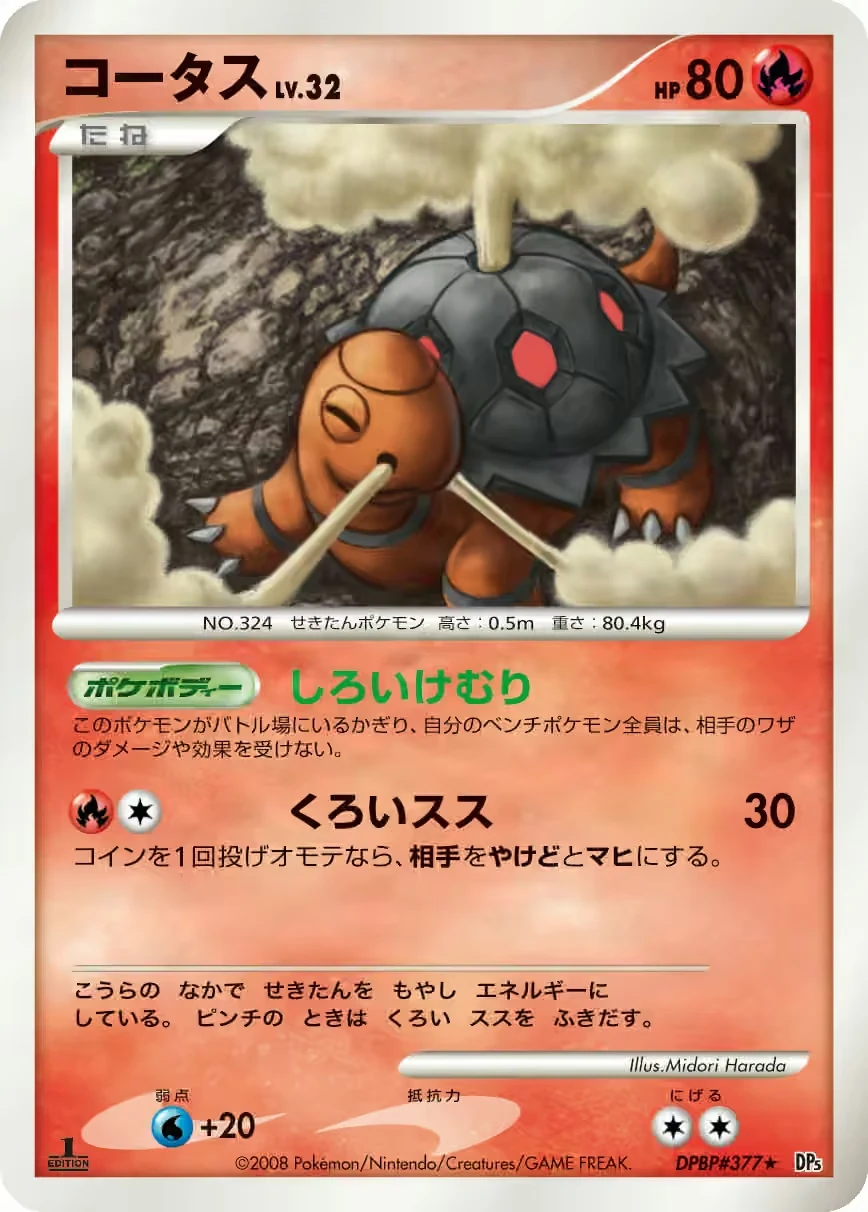 コータス LV.32 HP 80
たね
NO.324 せきたんポケモン 高さ：0.5m 重さ：80.4kg
ポケボディー しろいけむり
このポケモンがバトル場にいるかぎり、自分のベンチポケモン全員は、相手のワザ
のダメージや効果を受けない。
くろいスス 30
コインを1回投げオモテなら、相手をやけどとマヒにする。
こうらの なかで せきたんを もやし エネルギーに
している。 ピンチの ときは くろい ススを ふきだす。
Illus.Midori Harada
弱点 抵抗力 にげる
+20
1 EDITION ©2008 Pokémon/Nintendo/Creatures/GAME FREAK. DPBP#377★ DP5